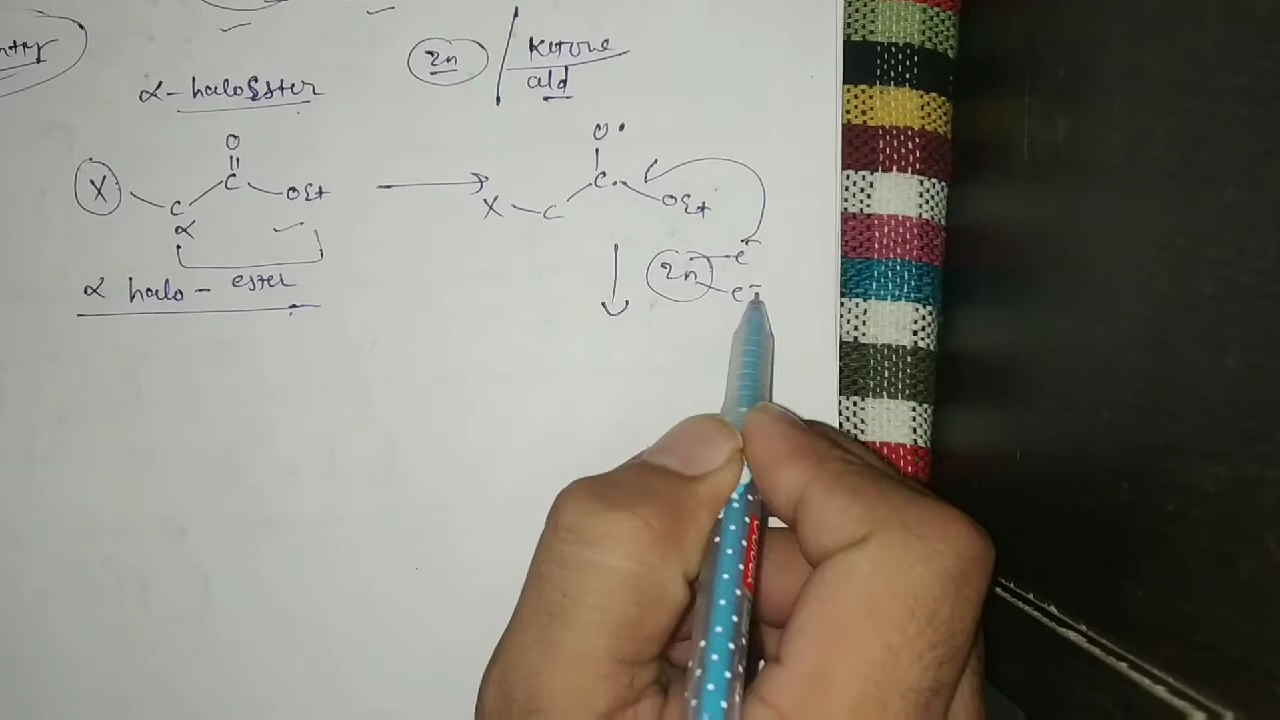 Zn / ketone
ald
α-haloester
O
X C C OEt
α
α halo - ester
O•
X - C C• OEt
Zn e⁻
e⁻